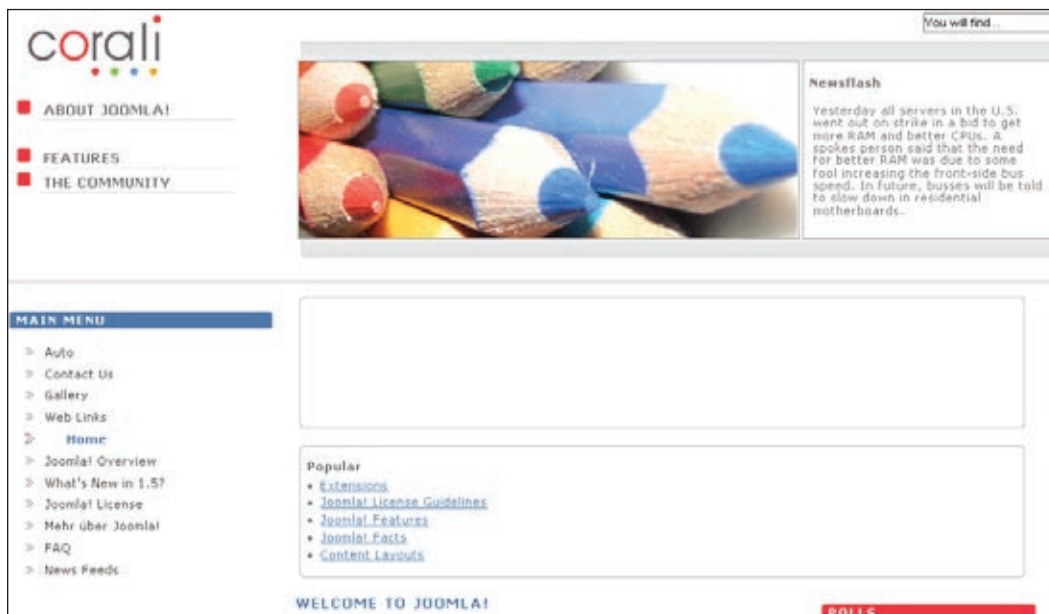 corali
You will find...
ABOUT JOOMLA!
FEATURES
THE COMMUNITY
Newsflash
Yesterday all servers in the U.S.
went out on strike in a bid to get
more RAM and better CPUs. A
spokes person said that the need
for better RAM was due to some
fool increasing the front-side bus
speed. In future, busses will be told
to slow down in residential
motherboards.
MAIN MENU
Auto
Contact Us
Gallery
Web Links
Home
Joomla! Overview
What's New in 1.5?
Joomla! License
Mehr über Joomla!
FAQ
News Feeds
Popular
Extensions
Joomla! License Guidelines
Joomla! Features
Joomla! Facts
Content Layouts
WELCOME TO JOOMLA!
POLLS